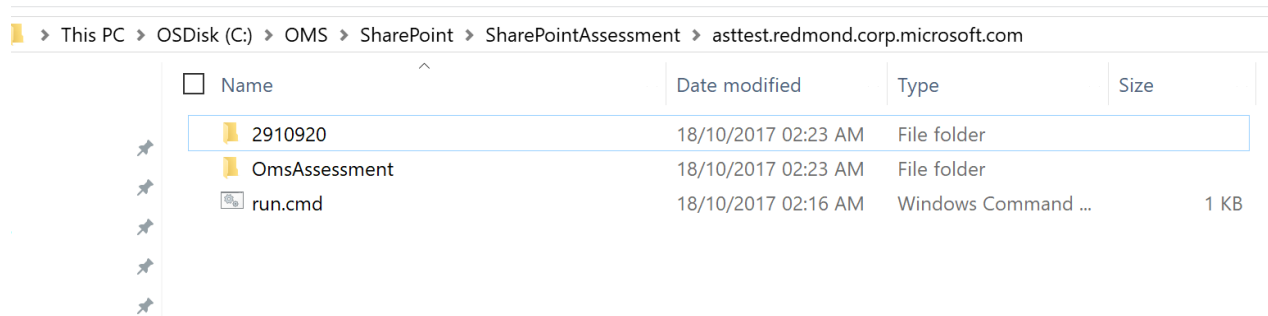 This PC > OSDisk (C:) > OMS > SharePoint > SharePointAssessment > asttest.redmond.corp.microsoft.com
Name Date modified Type Size
2910920 18/10/2017 02:23 AM File folder
OmsAssessment 18/10/2017 02:23 AM File folder
run.cmd 18/10/2017 02:16 AM Windows Command ... 1 KB